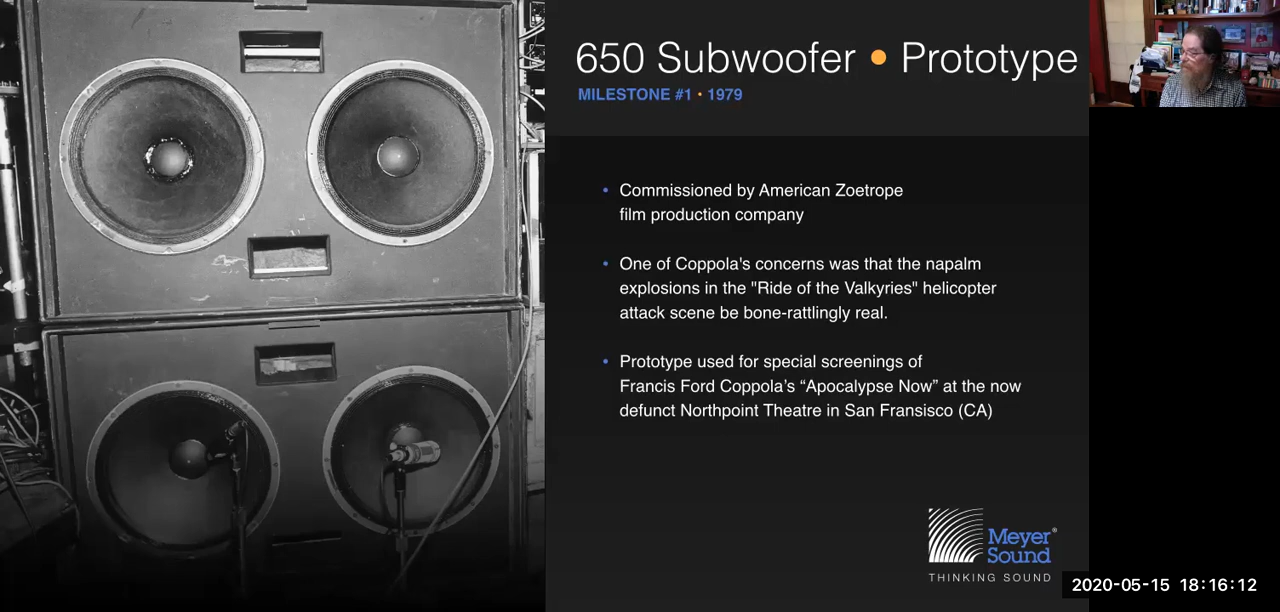 650 Subwoofer • Prototype
MILESTONE #1 • 1979
• Commissioned by American Zoetrope
film production company
• One of Coppola's concerns was that the napalm
explosions in the "Ride of the Valkyries" helicopter
attack scene be bone-rattlingly real.
• Prototype used for special screenings of
Francis Ford Coppola’s “Apocalypse Now” at the now
defunct Northpoint Theatre in San Fransisco (CA)
Meyer®
Sound
THINKING SOUND
2020-05-15 18:16:12